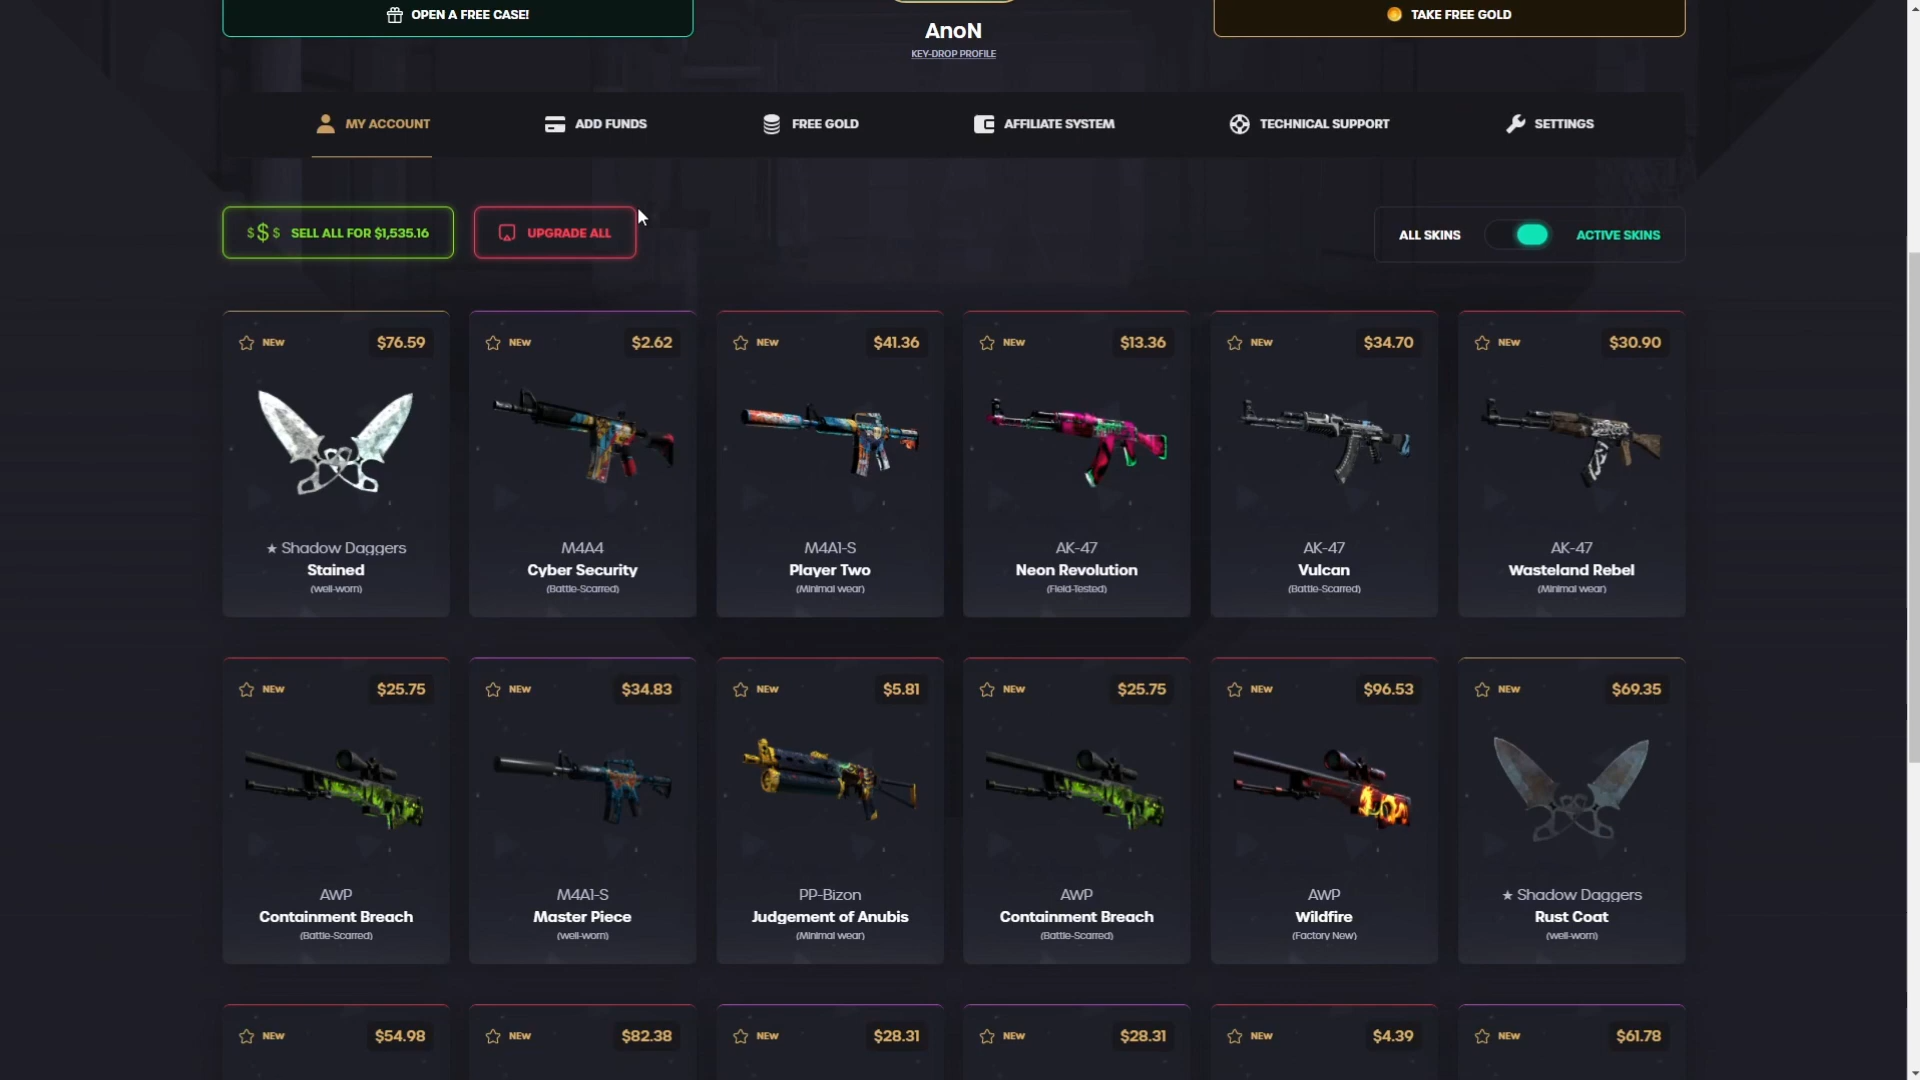 OPEN A FREE CASE!
AnoN
KEY-DROP PROFILE
TAKE FREE GOLD
MY ACCOUNT
ADD FUNDS
FREE GOLD
AFFILIATE SYSTEM
TECHNICAL SUPPORT
SETTINGS
$$$ SELL ALL FOR $1,535.16
UPGRADE ALL
ALL SKINS
ACTIVE SKINS
NEW $76.59
★ Shadow Daggers
Stained
(well-worn)
NEW $2.62
M4A4
Cyber Security
(Battle-Scarred)
NEW $41.36
M4A1-S
Player Two
(Minimal wear)
NEW $13.36
AK-47
Neon Revolution
(Field-Tested)
NEW $34.70
AK-47
Vulcan
(Battle-Scarred)
NEW $30.90
AK-47
Wasteland Rebel
(Minimal wear)
NEW $25.75
AWP
Containment Breach
(Battle-Scarred)
NEW $34.83
M4A1-S
Master Piece
(well-worn)
NEW $5.81
PP-Bizon
Judgement of Anubis
(Minimal wear)
NEW $25.75
AWP
Containment Breach
(Battle-Scarred)
NEW $96.53
AWP
Wildfire
(Factory New)
NEW $69.35
★ Shadow Daggers
Rust Coat
(well-worn)
NEW $54.98
NEW $82.38
NEW $28.31
NEW $28.31
NEW $4.39
NEW $61.78